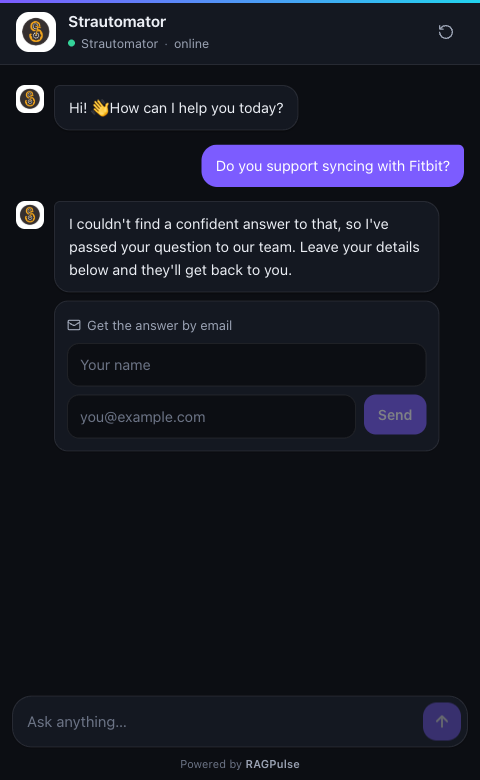 Strautomator
Strautomator · online
Hi! 👋How can I help you today?
Do you support syncing with Fitbit?
I couldn't find a confident answer to that, so I've
passed your question to our team. Leave your details
below and they'll get back to you.
Get the answer by email
Your name
you@example.com
Send
Ask anything...
Powered by RAGPulse